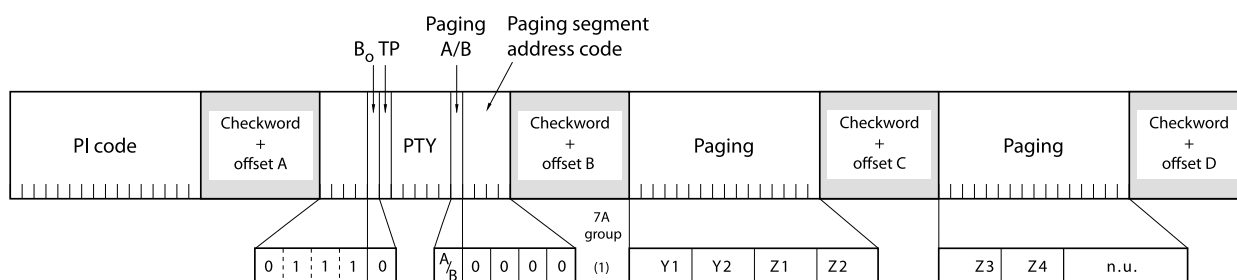 Paging Paging segment
B₀ TP A/B address code
PI code
Checkword
+
offset A
PTY
Checkword
+
offset B
Paging
Checkword
+
offset C
Paging
Checkword
+
offset D
7A
group
0 1 1 1 0 A/B 0 0 0 0 (1) Y1 Y2 Z1 Z2 Z3 Z4 n.u.